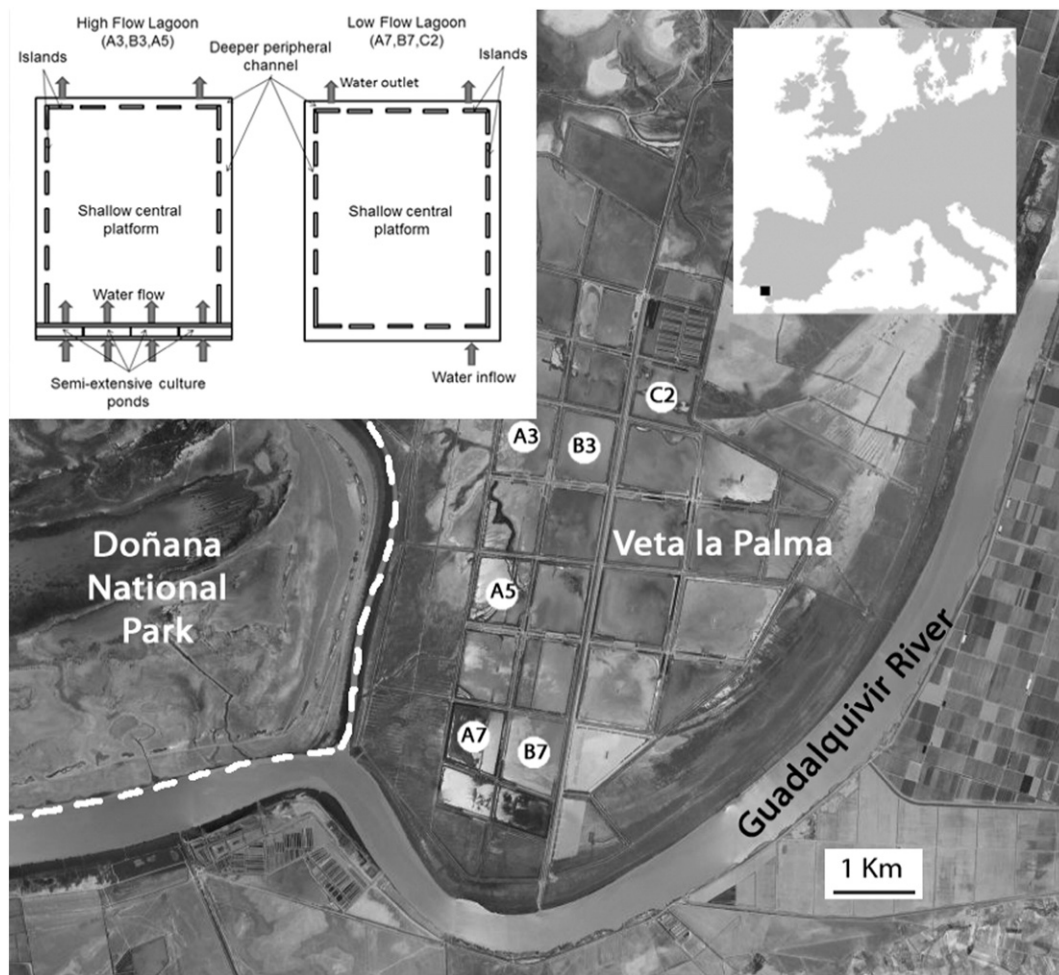 High Flow Lagoon
(A3,B3,A5)
Low Flow Lagoon
(A7,B7,C2)
Islands
Deeper peripheral
channel
Islands
Water outlet
Shallow central
platform
Shallow central
platform
Water flow
Semi-extensive culture
ponds
Water inflow
C2
A3
B3
Doñana
National
Park
Veta la Palma
A5
A7
B7
Guadalquivir River
1 Km